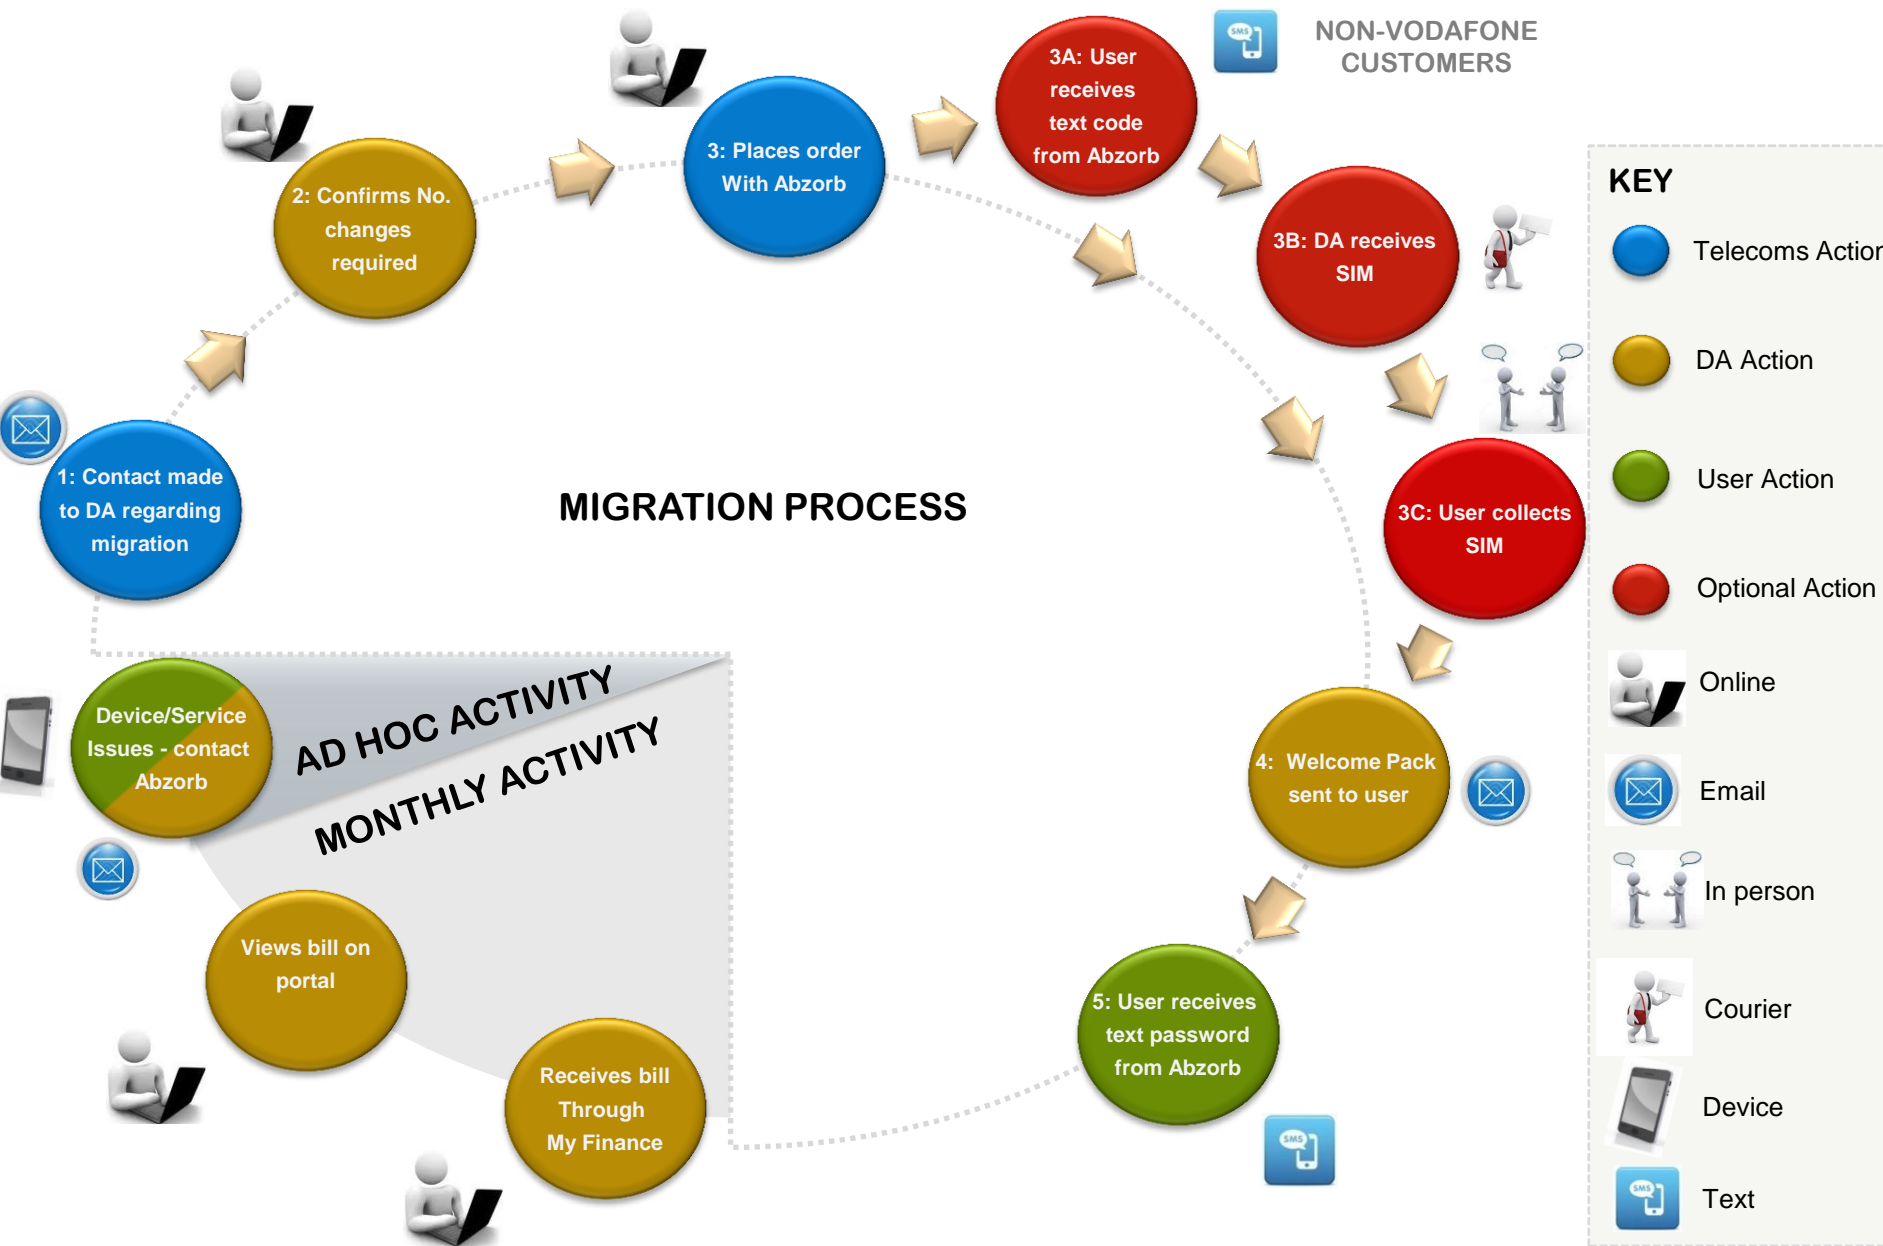 NON-VODAFONE
CUSTOMERS
3A: User
receives
text code
from Abzorb
3: Places order
With Abzorb
2: Confirms No.
changes
required
3B: DA receives
SIM
1: Contact made
to DA regarding
migration
MIGRATION PROCESS
3C: User collects
SIM
Device/Service
Issues - contact
Abzorb
AD HOC ACTIVITY
MONTHLY ACTIVITY
4: Welcome Pack
sent to user
Views bill on
portal
5: User receives
text password
from Abzorb
Receives bill
Through
My Finance
KEY
Telecoms Action
DA Action
User Action
Optional Action
Online
Email
In person
Courier
Device
Text
SMS
SMS
SMS